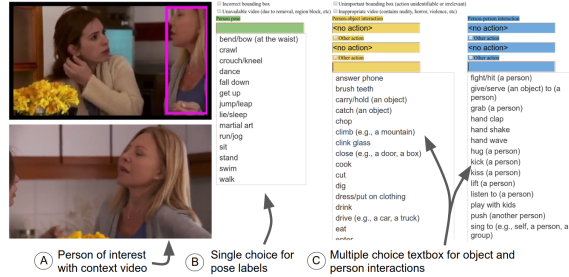 Incorrect bounding box
Unimportant bounding box (action unidentifiable or irrelevant)
Unavailable video (due to removal, region block, etc)
Inappropriate video (contains nudity, horror, violence, etc)
Person pose
bend/bow (at the waist)
crawl
crouch/kneel
dance
fall down
get up
jump/leap
lie/sleep
martial art
run/jog
sit
stand
swim
walk
Person-object interaction
<no action>
Other action
<no action>
Other action
answer phone
brush teeth
carry/hold (an object)
catch (an object)
chop
climb (e.g., a mountain)
clink glass
close (e.g., a door, a box)
cook
cut
dig
dress/put on clothing
drink
drive (e.g., a car, a truck)
eat
enter
Person-person interaction
<no action>
Other action
<no action>
Other action
fight/hit (a person)
give/serve (an object) to (a
person)
grab (a person)
hand clap
hand shake
hand wave
hug (a person)
kick (a person)
kiss (a person)
lift (a person)
listen to (a person)
play with kids
push (another person)
sing to (e.g., self, a person, a
group)
A Person of interest
with context video
B Single choice for
pose labels
C Multiple choice textbox for object and
person interactions